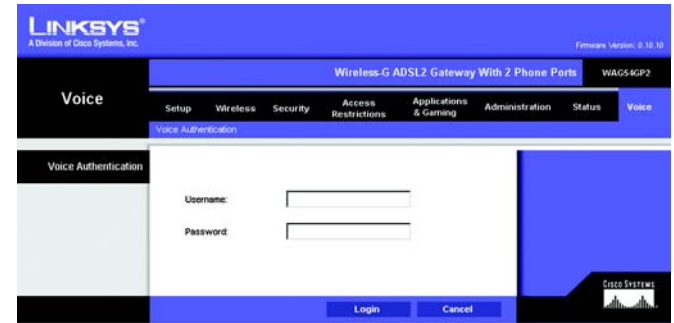 LINKSYS®
A Division of Cisco Systems, Inc.
Firmware Version: 0.10.10
Wireless-G ADSL2 Gateway With 2 Phone Ports WAG54GP2
Voice
Setup Wireless Security Access Restrictions Applications & Gaming Administration Status Voice
Voice Authentication
Voice Authentication
Username:
Password:
CISCO SYSTEMS
Login Cancel